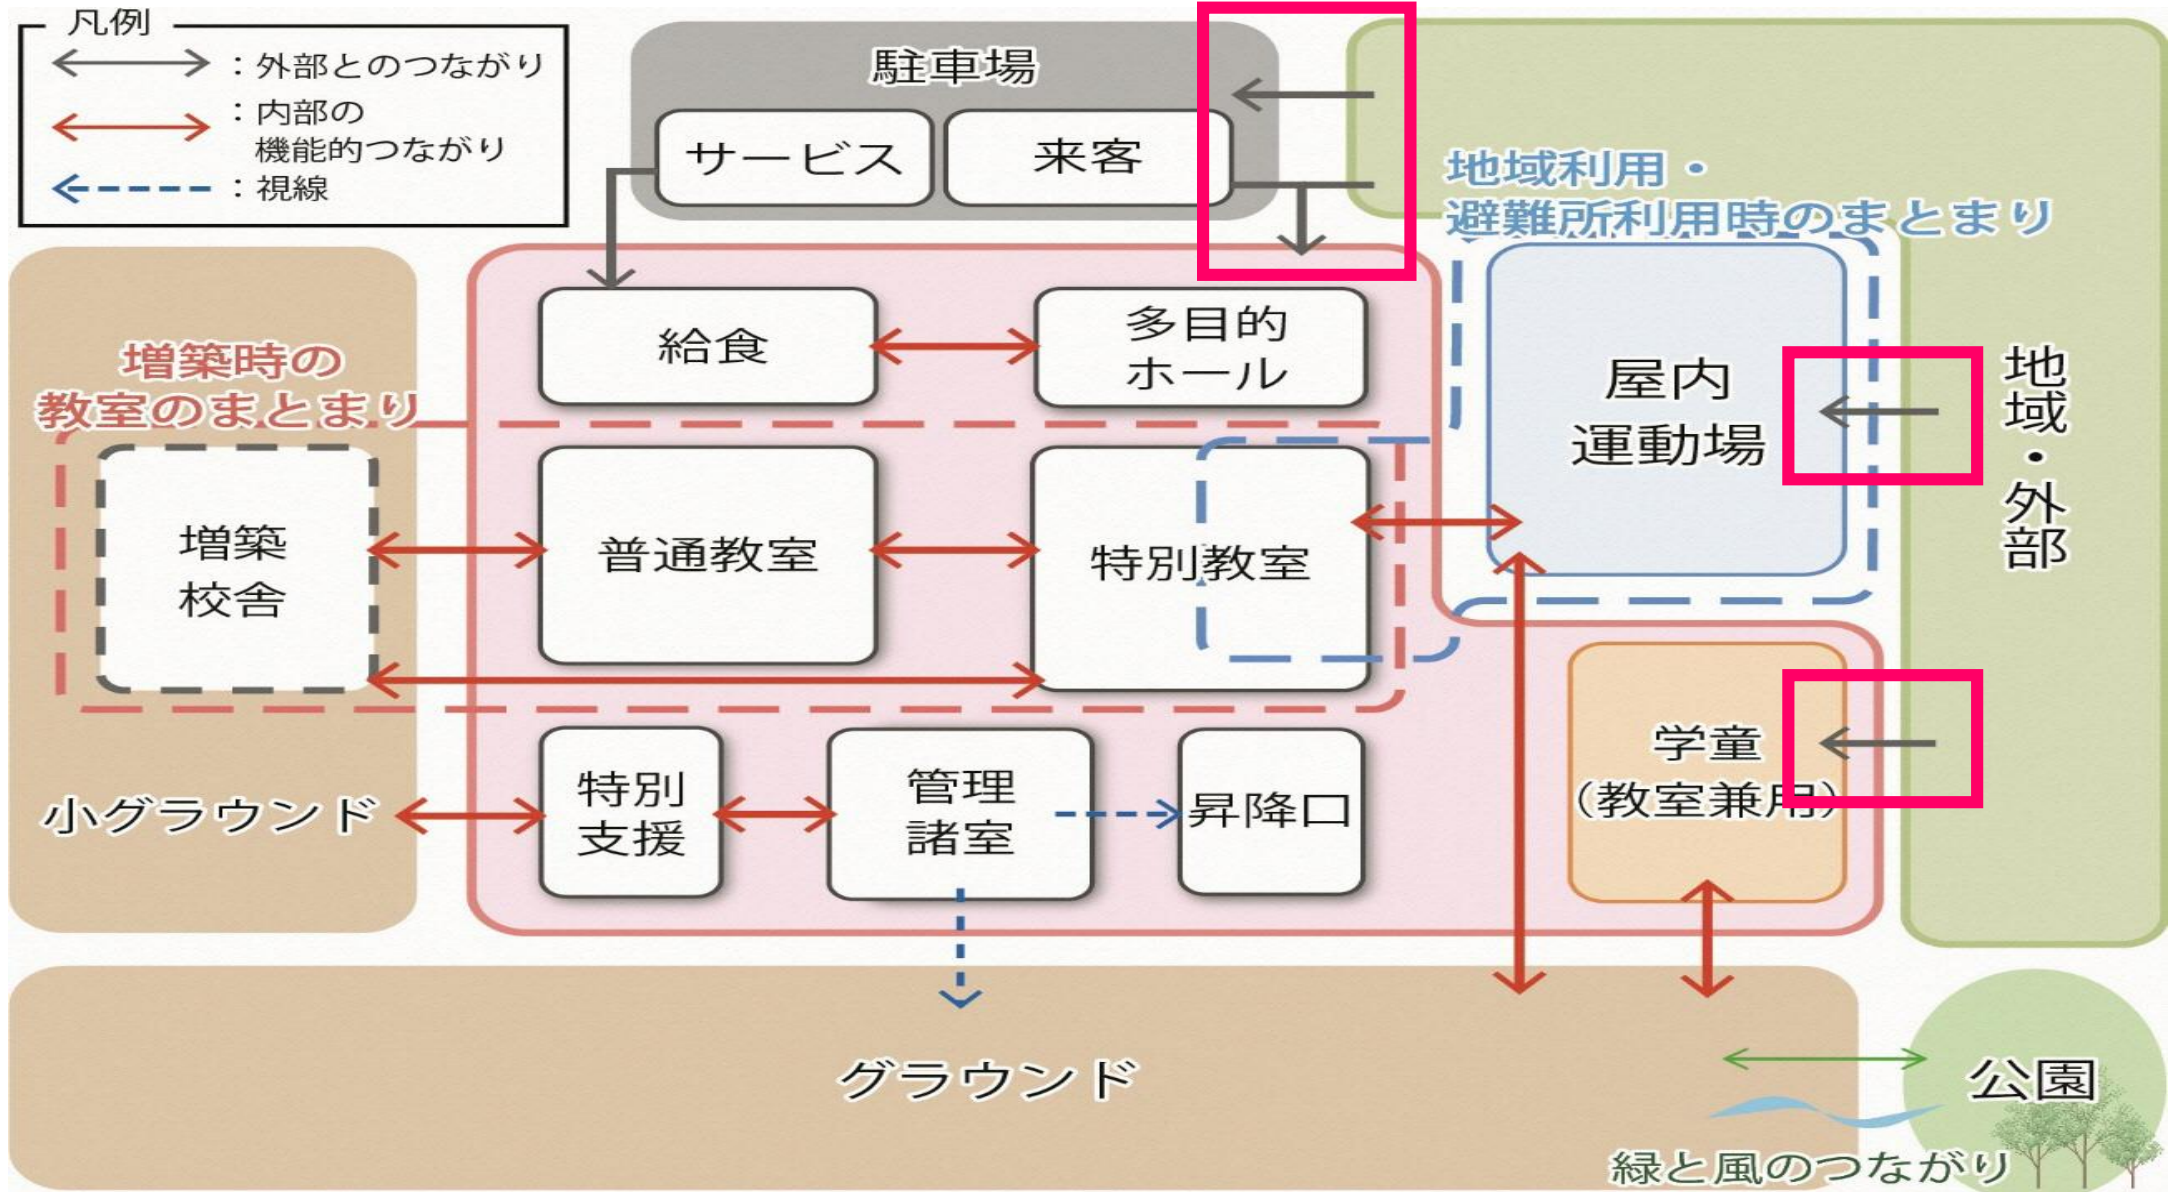 凡例
：外部とのつながり
：内部の
機能的つながり
：視線
駐車場
サービス
来客
地域利用・
避難所利用時のまとまり
増築時の
教室のまとまり
給食
多目的
ホール
屋内
運動場
地域・外部
増築
校舎
普通教室
特別教室
小グラウンド
特別
支援
管理
諸室
昇降口
学童
（教室兼用）
グラウンド
公園
緑と風のつながり